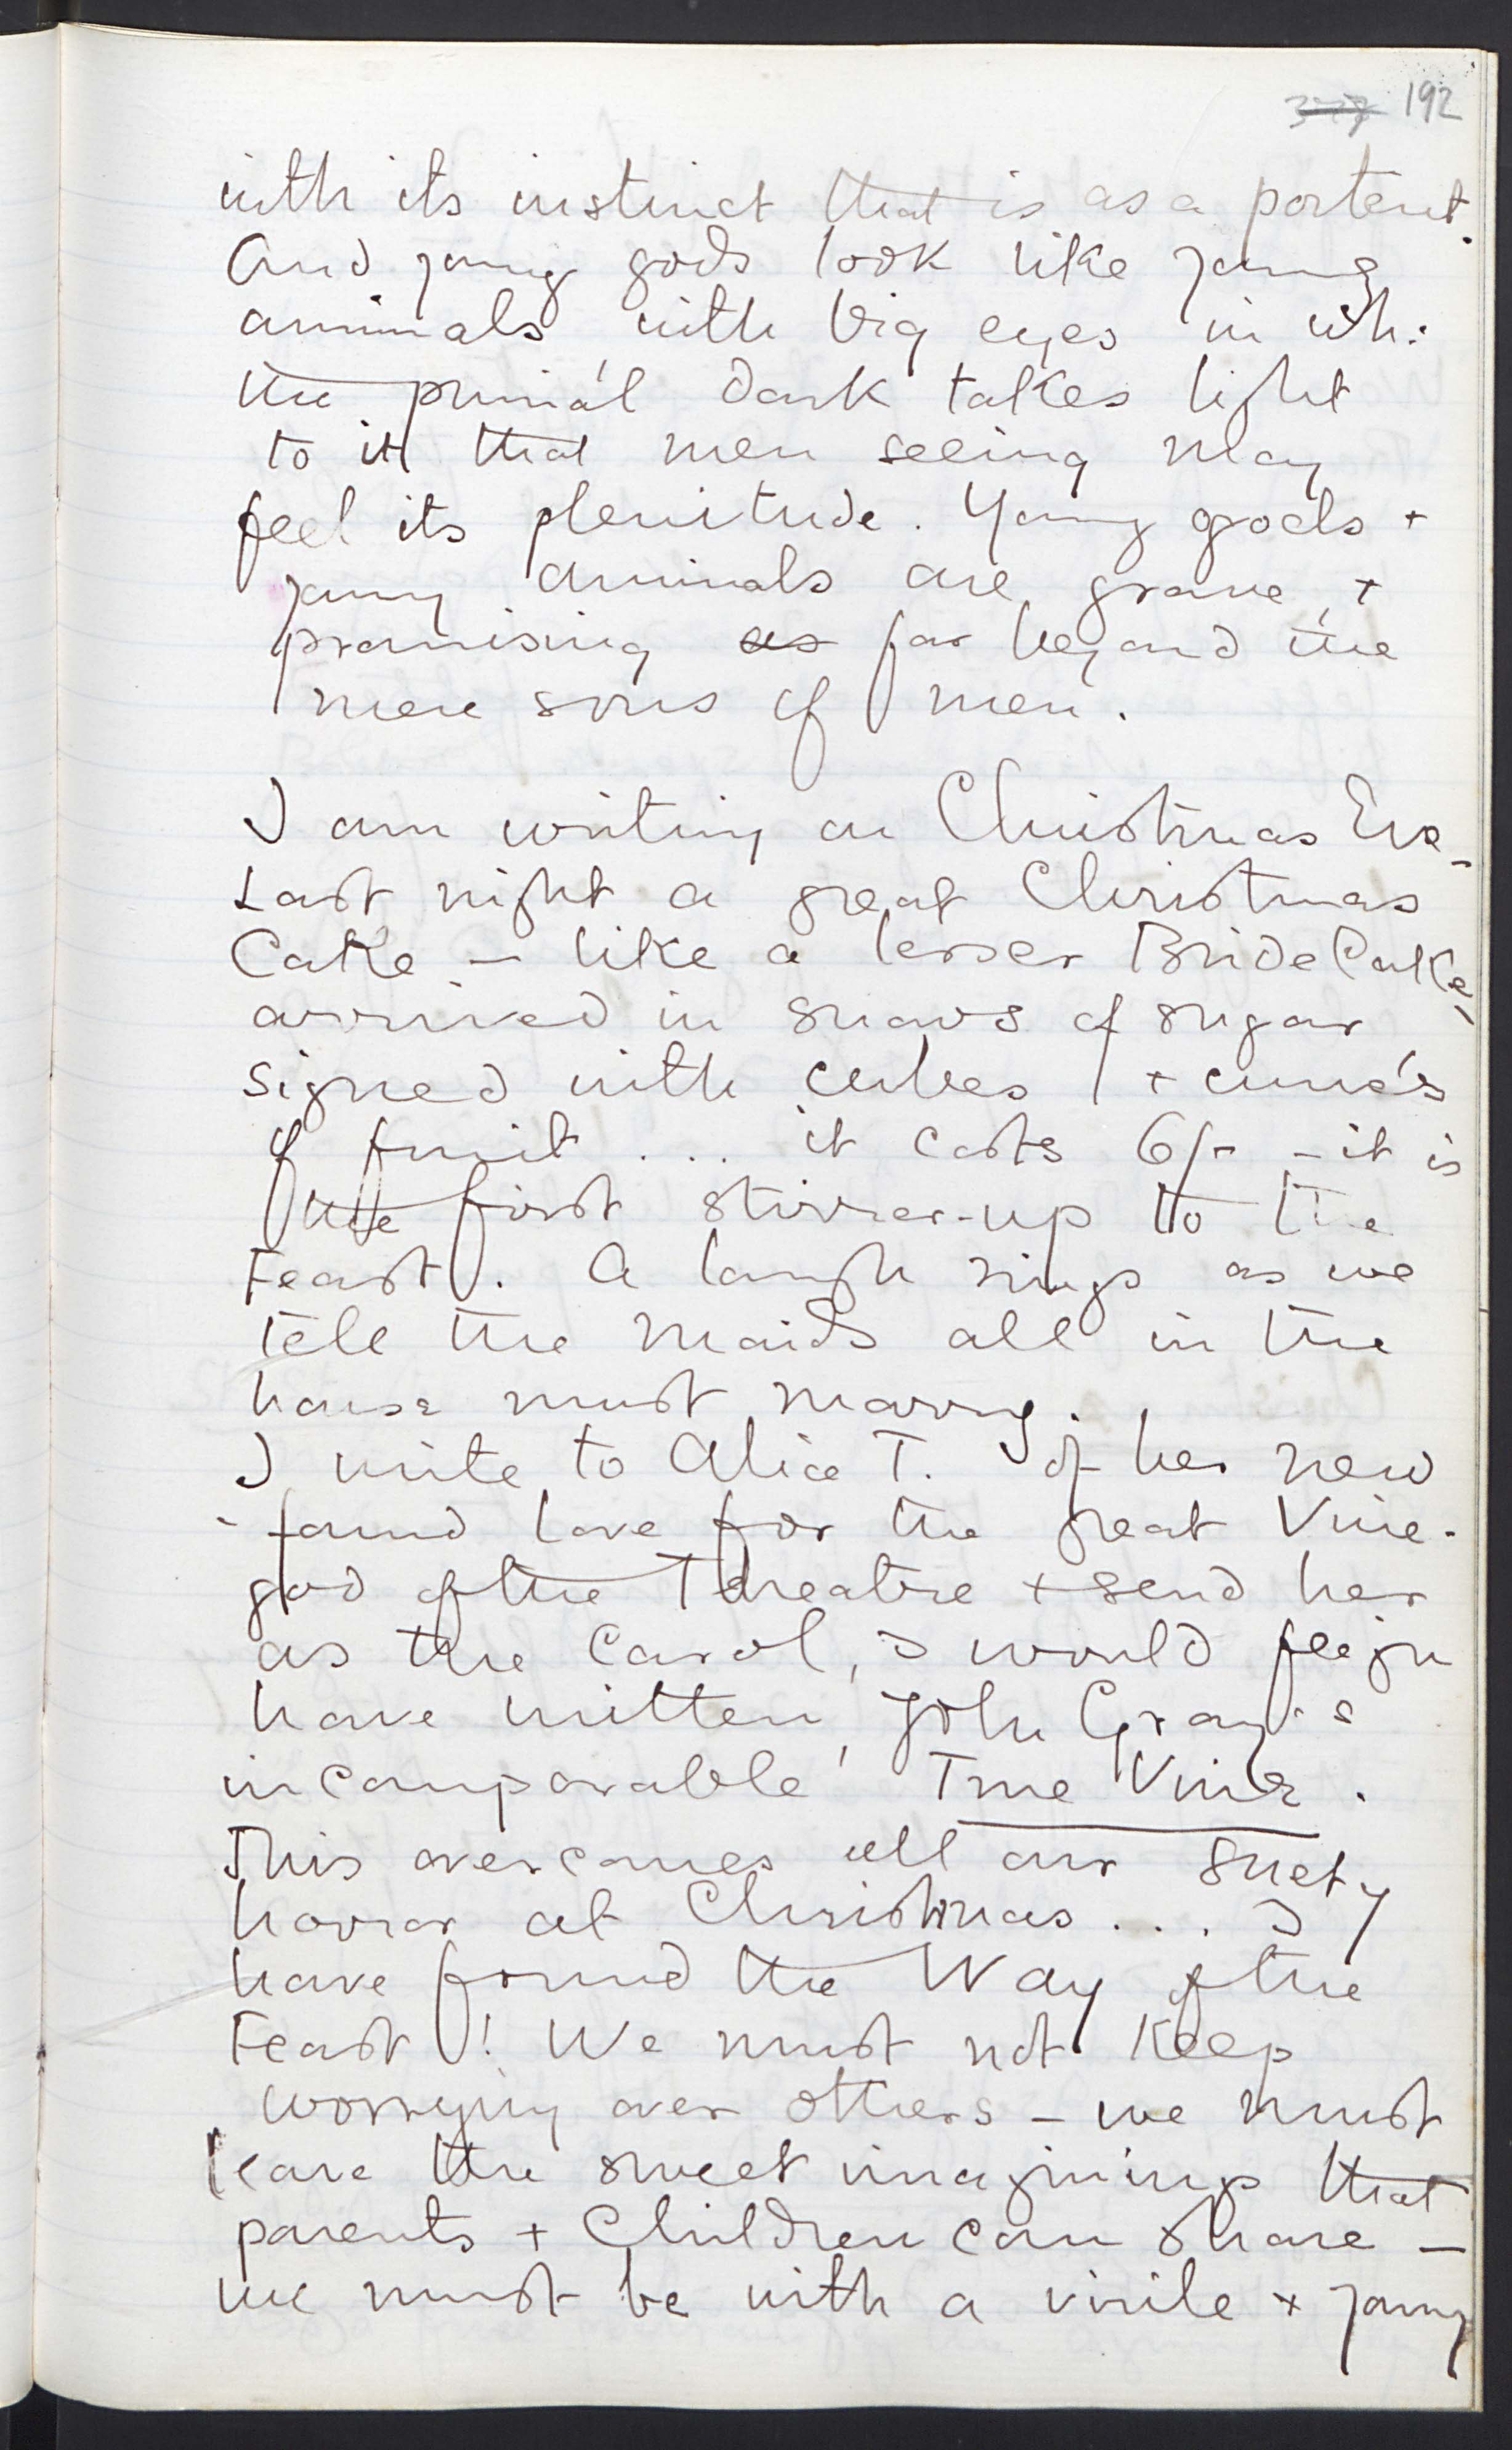 192
with its instinct that is as a portent.
And young gods look like young
animals with big eyes in wh:
the primal dark takes light
to it that men seeing may
feel its plenitude. Young gods +
young animals are grave, +
promising as far beyond the
mere sons of men.
I am writing on Christmas Eve –
Last night a great Christmas
Cake – like a lesser Bride Cake,
arrived in snows of sugar
signed with cubes + curves
of fruit ... it costs 6/- – it is
the first stirrer-up to the
Feast. A laugh rings as we
tell the maids all in the
house must marry.
I write to Alice T. of her new
-found love for the great Vine-
god of the Theatre + send her
as the Carol, I would feign
have written, John Gray's
incomparable True Vine.
This overcomes all our suety
horror at Christmas ... I
have found the Way of the
Feast! We must not keep
worrying over others – we must
leave the sweet imaginings that
parents + Children can share –
we must be with a virile + young